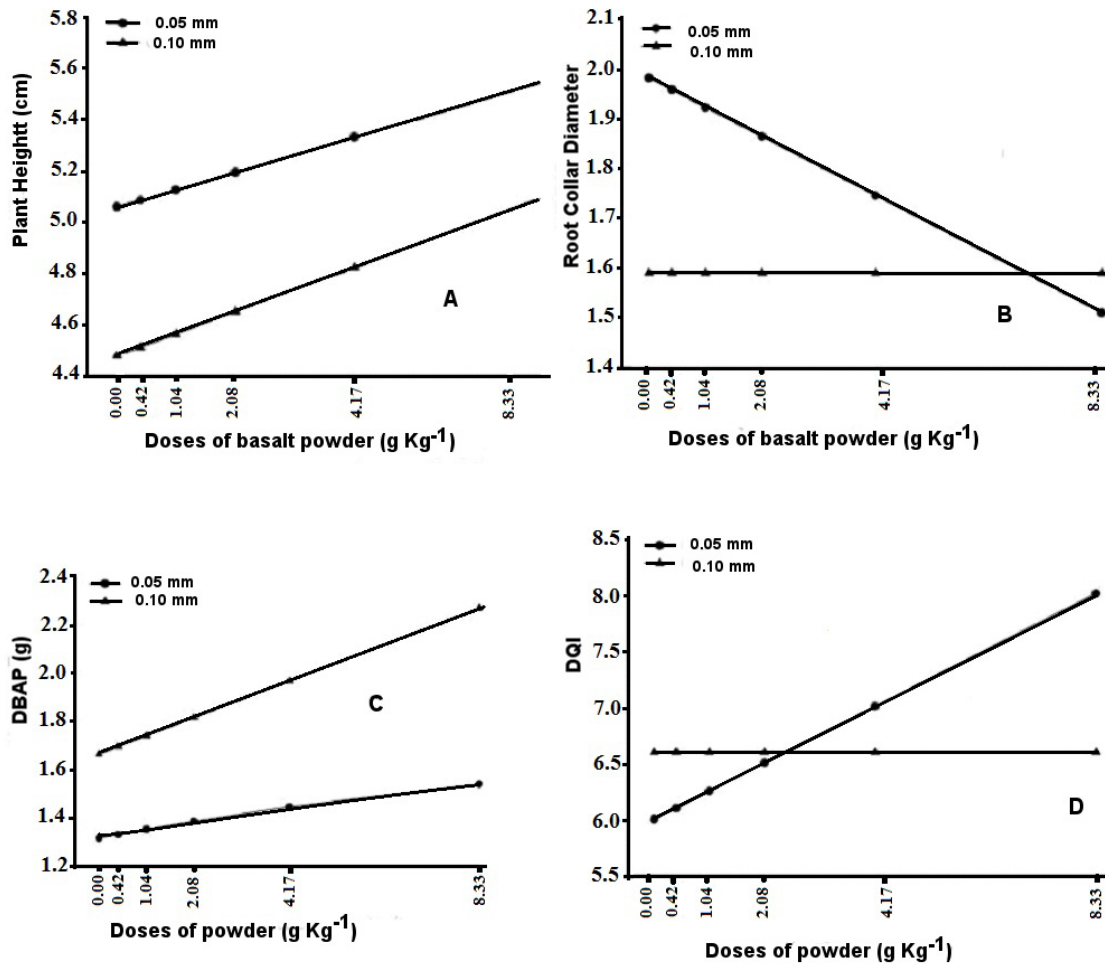 5.8
5.6
5.4
5.2
5.0
4.8
4.6
4.4
Plant Heightt (cm)
0.05 mm
0.10 mm
A
0.00
0.42
1.04
2.08
4.17
8.33
Doses of basalt powder (g Kg-1)
2.1
2.0
1.9
1.8
1.7
1.6
1.5
1.4
Root Collar Diameter
0.05 mm
0.10 mm
B
0.00
0.42
1.04
2.08
4.17
8.33
Doses of basalt powder (g Kg-1)
2.4
2.2
2.0
1.8
1.6
1.4
1.2
DBAP (g)
0.05 mm
0.10 mm
C
0.00
0.42
1.04
2.08
4.17
8.33
Doses of powder (g Kg-1)
8.5
8.0
7.5
7.0
6.5
6.0
5.5
DQI
0.05 mm
0.10 mm
D
0.00
0.42
1.04
2.08
4.17
8.33
Doses of powder (g Kg-1)